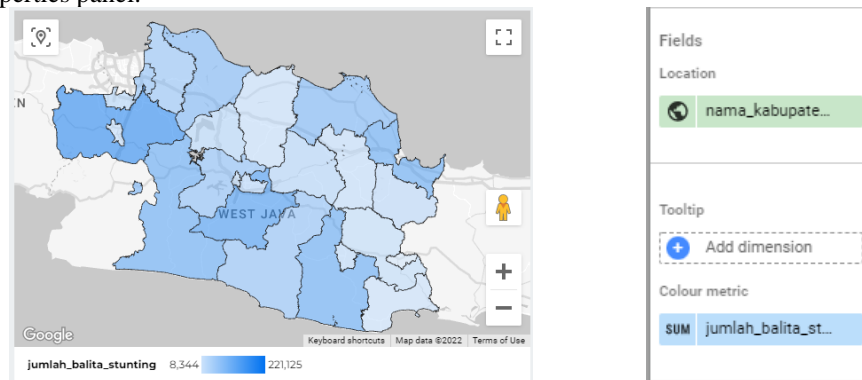 perties panel.
N
WEST JAVA
Google
Keyboard shortcuts Map data ©2022 Terms of Use
jumlah_balita_stunting 8,344 221,125
Fields
Location
nama_kabupate...
Tooltip
Add dimension
Colour metric
SUM jumlah_balita_st...